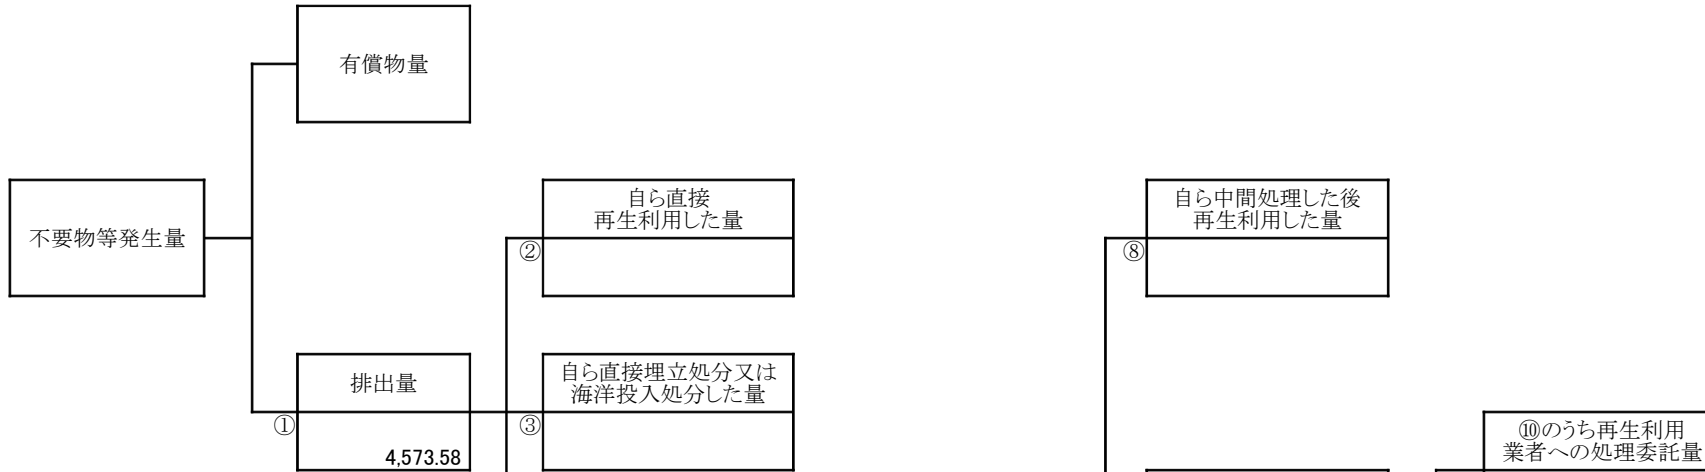 有償物量
不要物等発生量
自ら直接
再生利用した量
②
自ら中間処理した後
再生利用した量
⑧
排出量
①
4,573.58
自ら直接埋立処分又は
海洋投入処分した量
③
⑩のうち再生利用
業者への処理委託量